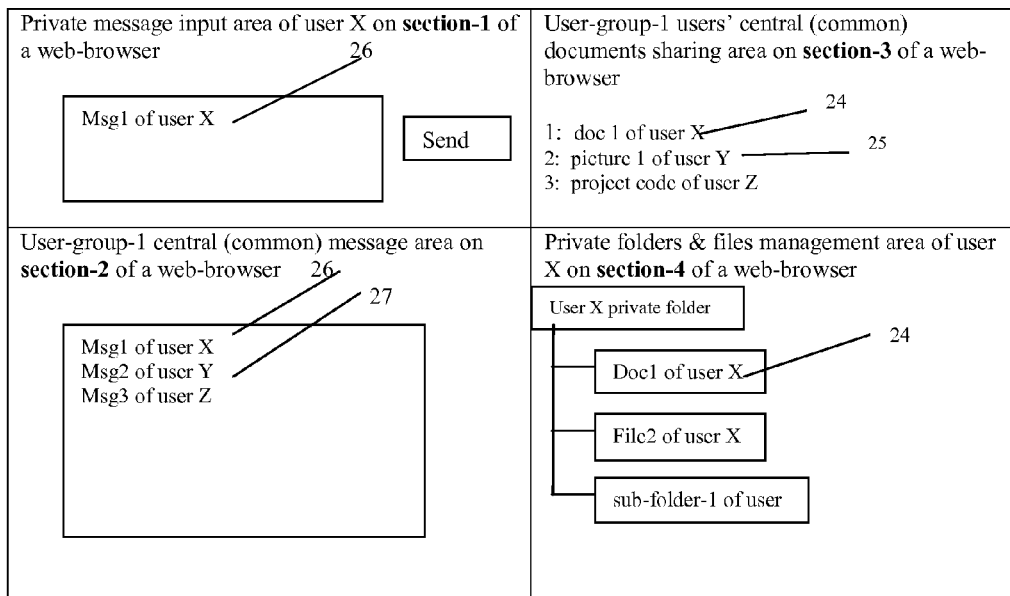 Private message input area of user X on section-1 of
a web-browser
26
Msg1 of user X
Send
User-group-1 users' central (common)
documents sharing area on section-3 of a web-
browser
24
1: doc 1 of user X
25
2: picture 1 of user Y
3: project code of user Z
User-group-1 central (common) message area on
section-2 of a web-browser
26
27
Msg1 of user X
Msg2 of user Y
Msg3 of user Z
Private folders & files management area of user
X on section-4 of a web-browser
User X private folder
24
Doc1 of user X
File2 of user X
sub-folder-1 of user